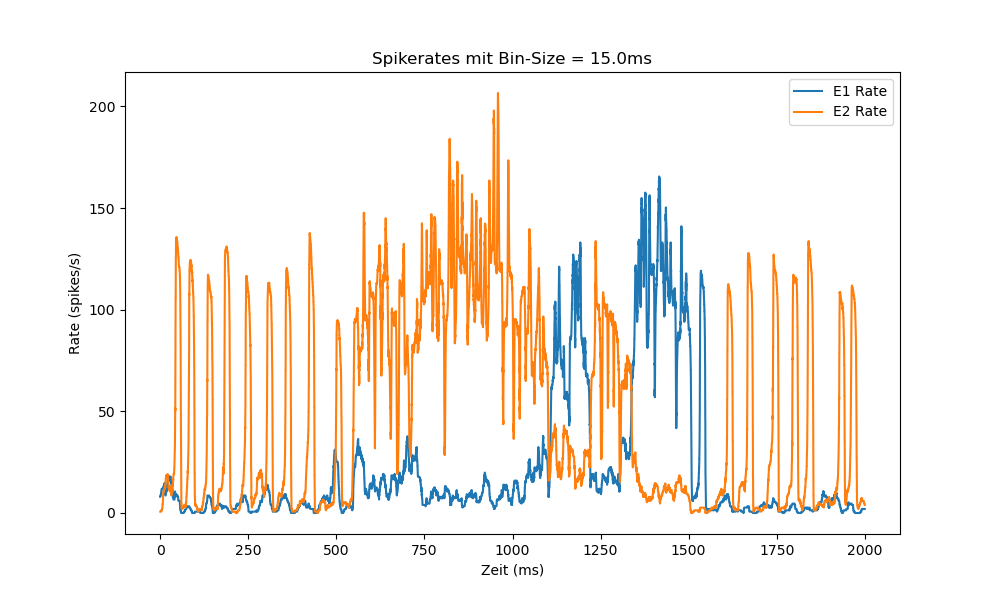 Spikerates mit Bin-Size = 15.0ms
E1 Rate
E2 Rate
200
150
100
50
0
Rate (spikes/s)
0 250 500 750 1000 1250 1500 1750 2000
Zeit (ms)